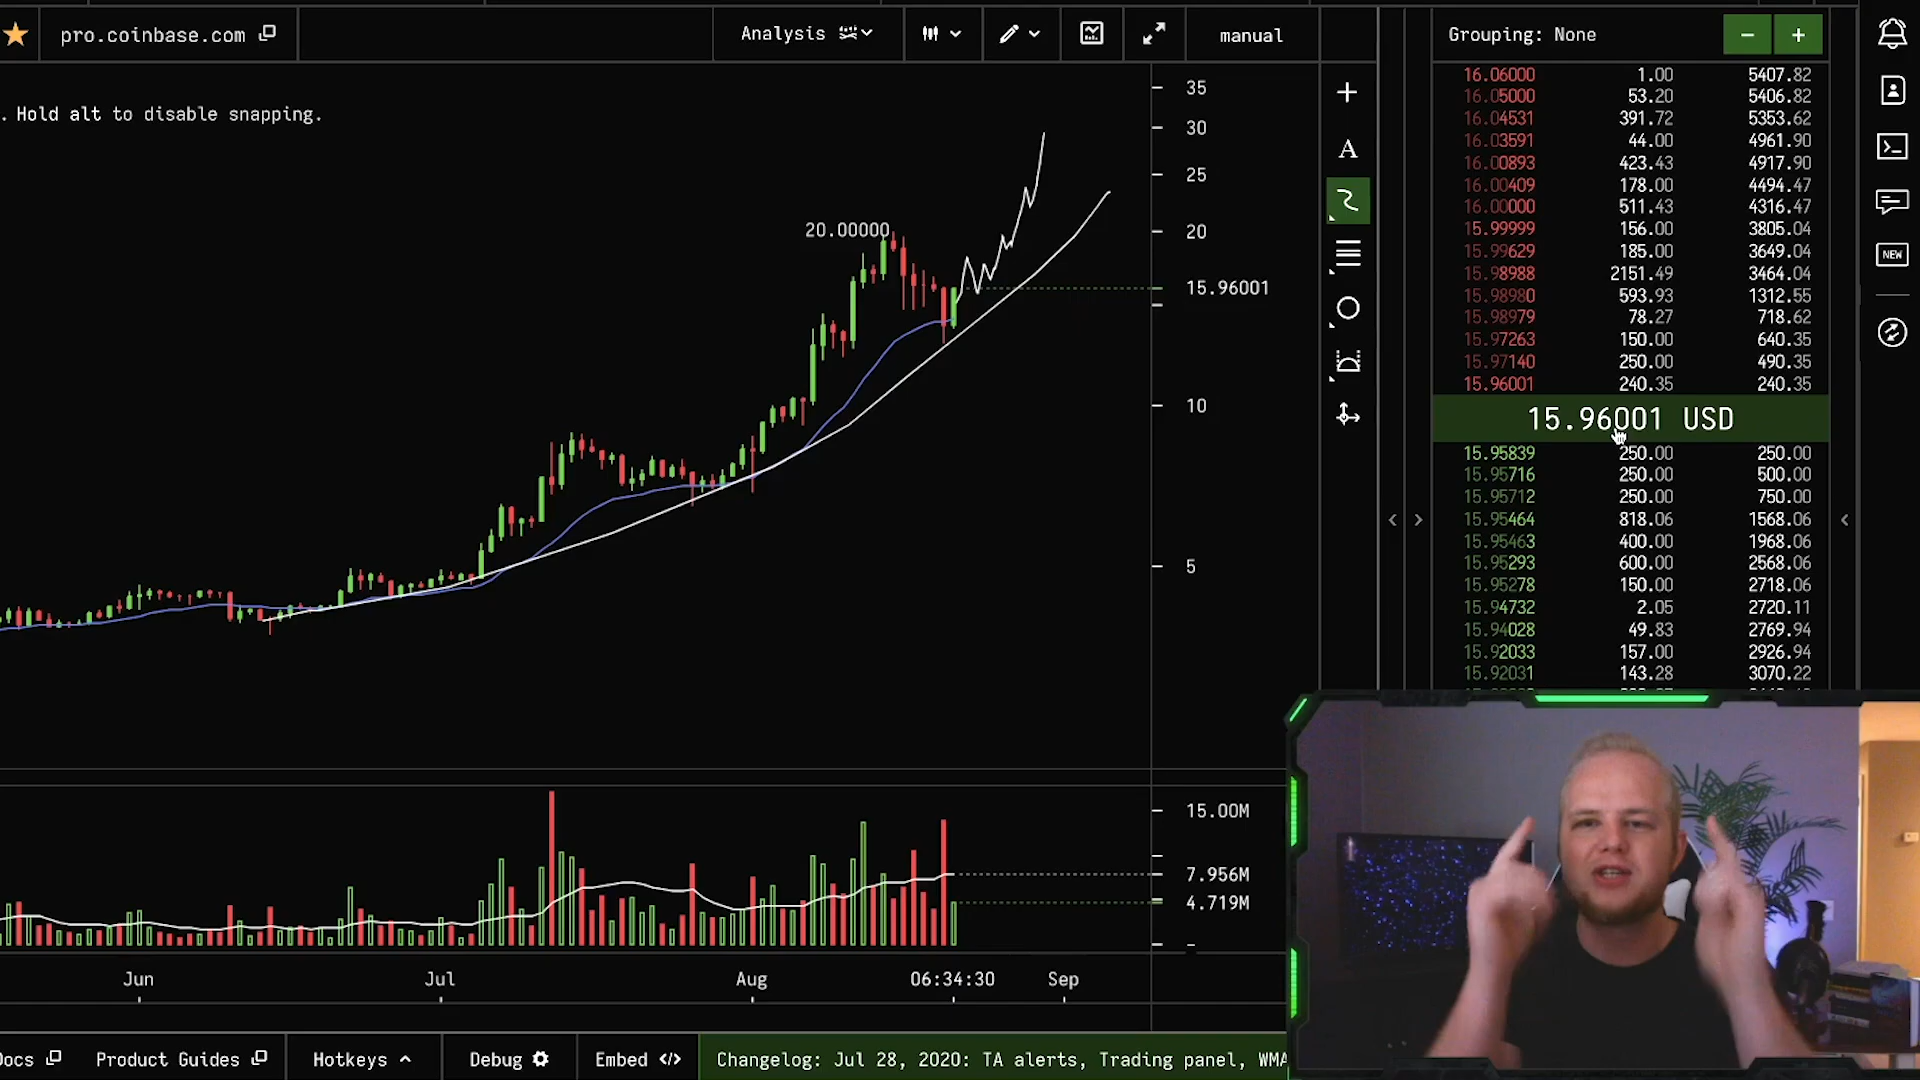 pro.coinbase.com
Analysis
manual
Grouping: None
- +
. Hold alt to disable snapping.
35
30
25
20
15.96001
10
5
20.00000
A
NEW
16.06000 1.00 5407.82
16.05000 53.20 5406.82
16.04531 391.72 5353.62
16.03591 44.00 4961.90
16.00893 423.43 4917.90
16.00409 178.00 4494.47
16.00000 511.43 4316.47
15.99999 156.00 3805.04
15.99629 185.00 3649.04
15.98988 2151.49 3464.04
15.98980 593.93 1312.55
15.98979 78.27 718.62
15.97263 150.00 640.35
15.97140 250.00 490.35
15.96001 240.35 240.35
15.96001 USD
15.95839 250.00 250.00
15.95716 250.00 500.00
15.95712 250.00 750.00
15.95464 818.06 1568.06
15.95463 400.00 1968.06
15.95293 600.00 2568.06
15.95278 150.00 2718.06
15.94732 2.05 2720.11
15.94028 49.83 2769.94
15.92033 157.00 2926.94
15.92031 143.28 3070.22
15.00M
7.956M
4.719M
Jun Jul Aug 06:34:30 Sep
Docs Product Guides Hotkeys Debug Embed </> Changelog: Jul 28, 2020: TA alerts, Trading panel, WMA